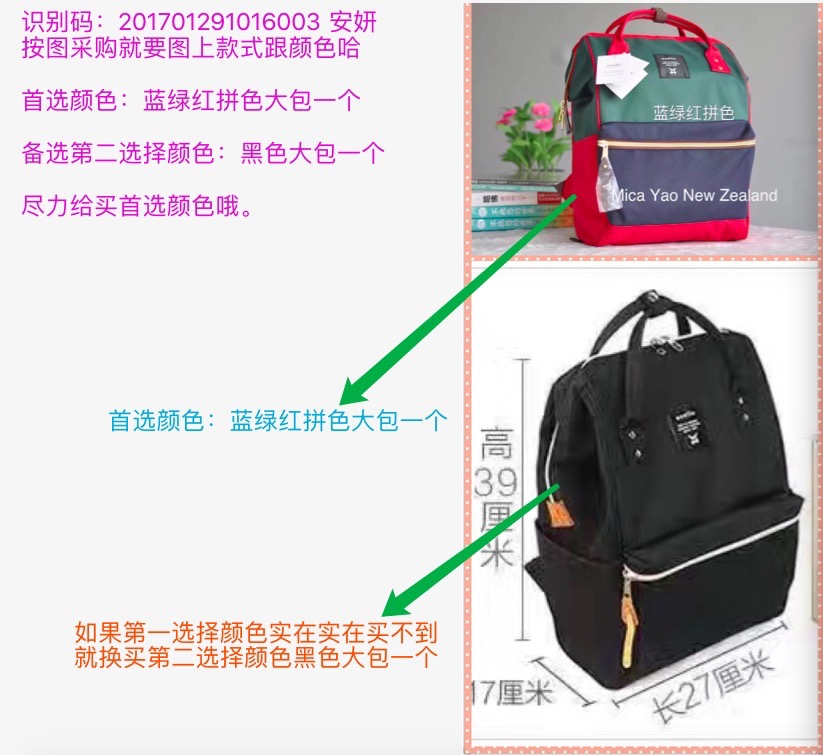 识别码：201701291016003 安妍
按图采购就要图上款式跟颜色哈
首选颜色：蓝绿红拼色大包一个
备选第二选择颜色：黑色大包一个
尽力给买首选颜色哦。
蓝绿红拼色
Mica Yao New Zealand
首选颜色：蓝绿红拼色大包一个
高
39
厘
米
如果第一选择颜色实在实在买不到
就换买第二选择颜色黑色大包一个
17厘米
长27厘米